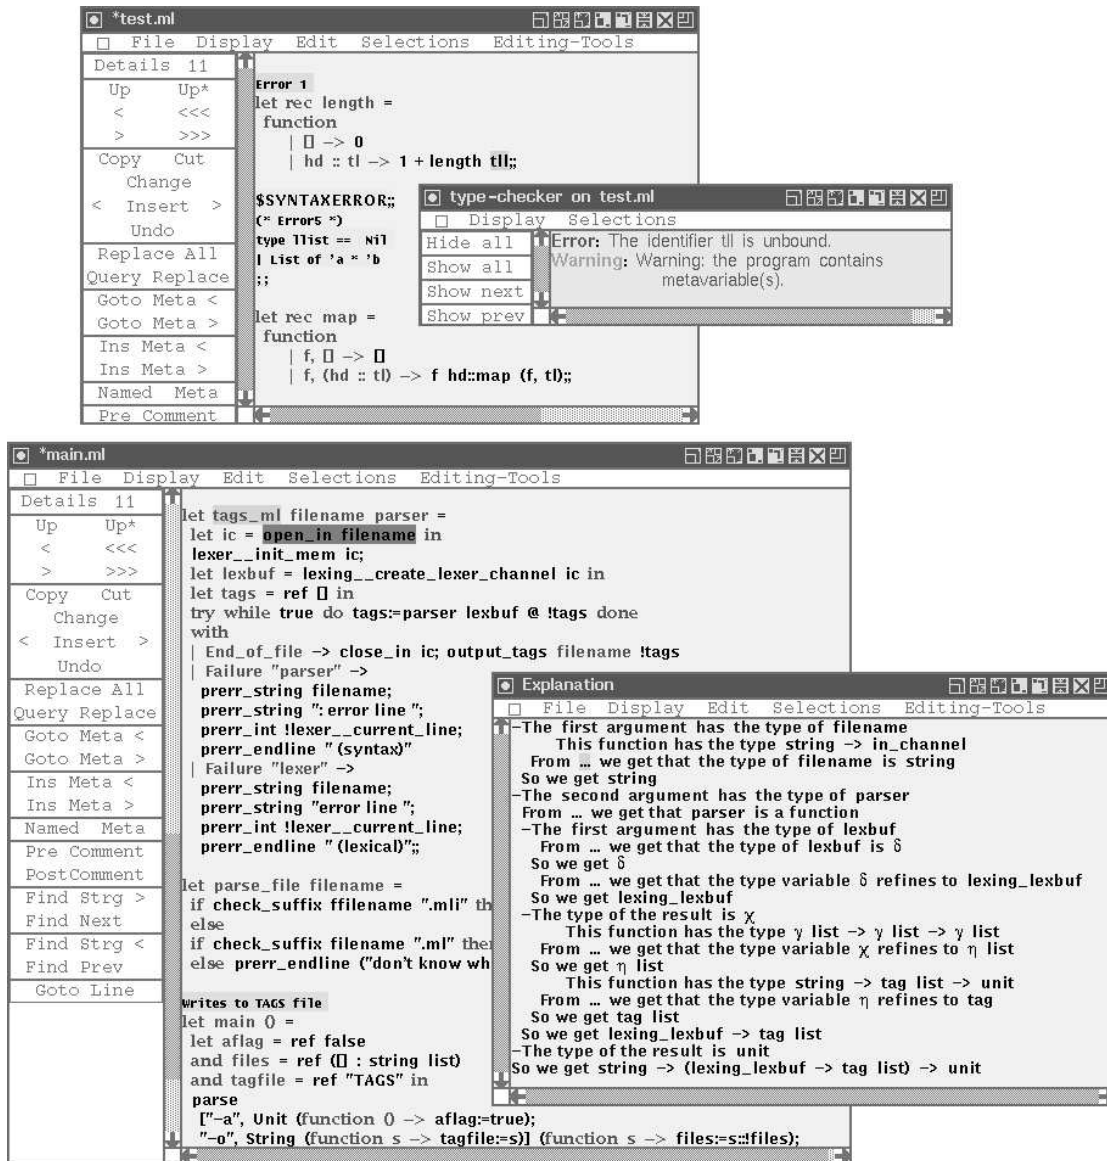 *test.ml
File Display Edit Selections Editing-Tools
Details 11
Up Up*
< <<<
> >>>
Copy Cut
Change
< Insert >
Undo
Replace All
Query Replace
Goto Meta <
Goto Meta >
Ins Meta <
Ins Meta >
Named Meta
Pre Comment
Error 1
let rec length =
function
| [] -> 0
| hd :: tl -> 1 + length tll;;
$SYNTAXERROR;;
(* Error5 *)
type llist == Nil
| List of 'a * 'b
;;
let rec map =
function
| f, [] -> []
| f, (hd :: tl) -> f hd::map (f, tl);;
type-checker on test.ml
Display Selections
Hide all
Show all
Show next
Show prev
Error: The identifier tll is unbound.
Warning: Warning: the program contains
metavariable(s).
*main.ml
File Display Edit Selections Editing-Tools
Details 11
Up Up*
< <<<
> >>>
Copy Cut
Change
< Insert >
Undo
Replace All
Query Replace
Goto Meta <
Goto Meta >
Ins Meta <
Ins Meta >
Named Meta
Pre Comment
PostComment
Find Strg >
Find Next
Find Strg <
Find Prev
Goto Line
let tags_ml filename parser =
let ic = open_in filename in
lexer__init_mem ic;
let lexbuf = lexing__create_lexer_channel ic in
let tags = ref [] in
try while true do tags:=parser lexbuf @ !tags done
with
| End_of_file -> close_in ic; output_tags filename !tags
| Failure "parser" ->
prerr_string filename;
prerr_string ": error line ";
prerr_int !lexer__current_line;
prerr_endline " (syntax)"
| Failure "lexer" ->
prerr_string filename;
prerr_string "error line ";
prerr_int !lexer__current_line;
prerr_endline " (lexical)";;
let parse_file filename =
if check_suffix ffilename ".mli" th
else
if check_suffix filename ".ml" then
else prerr_endline ("don't know wh
Writes to TAGS file
let main () =
let aflag = ref false
and files = ref ([] : string list)
and tagfile = ref "TAGS" in
parse
["-a", Unit (function () -> aflag:=true);
"-o", String (function s -> tagfile:=s)] (function s -> files:=s::!files);
Explanation
File Display Edit Selections Editing-Tools
-The first argument has the type of filename
This function has the type string -> in_channel
From ... we get that the type of filename is string
So we get string
-The second argument has the type of parser
From ... we get that parser is a function
-The first argument has the type of lexbuf
From ... we get that the type of lexbuf is δ
So we get δ
From ... we get that the type variable δ refines to lexing_lexbuf
So we get lexing_lexbuf
-The type of the result is χ
This function has the type γ list -> γ list -> γ list
From ... we get that the type variable χ refines to η list
So we get η list
This function has the type string -> tag list -> unit
From ... we get that the type variable η refines to tag
So we get tag list
So we get lexing_lexbuf -> tag list
-The type of the result is unit
So we get string -> (lexing_lexbuf -> tag list) -> unit